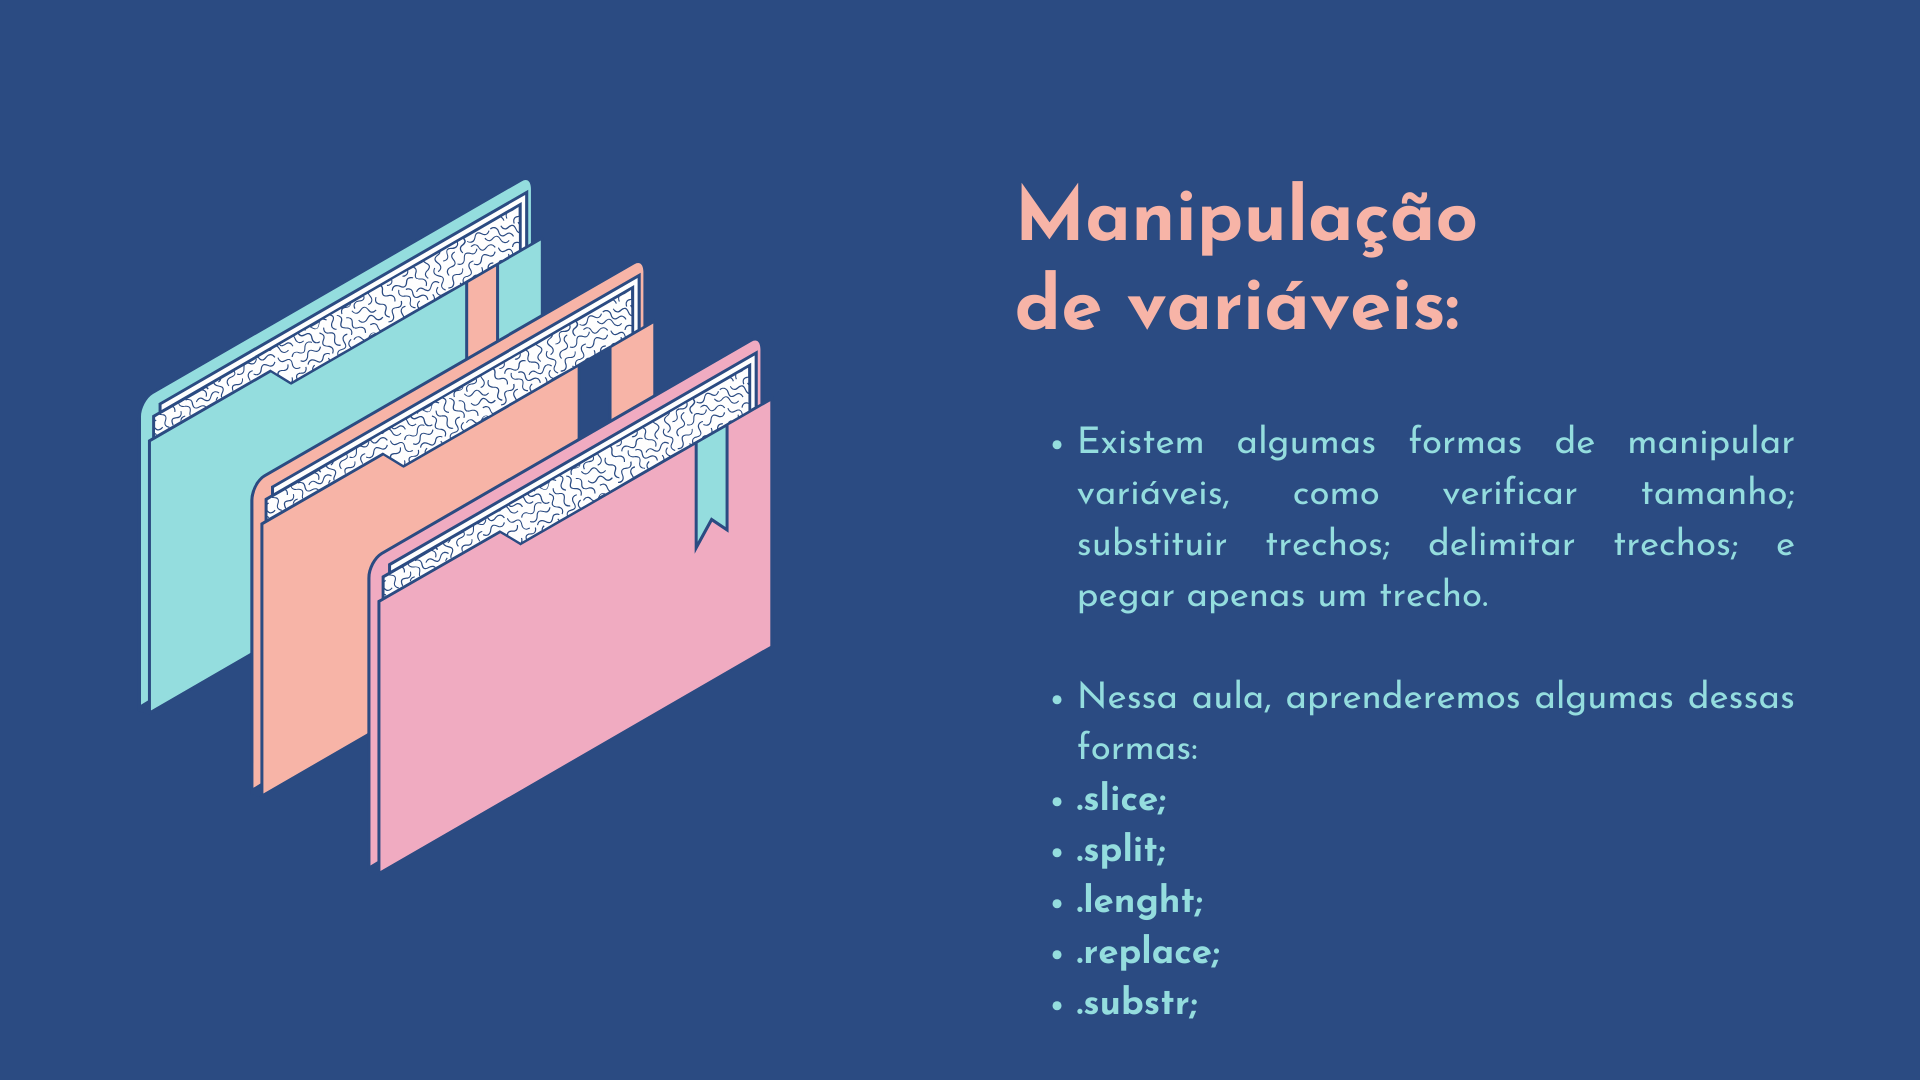 Manipulação
de variáveis:
• Existem algumas formas de manipular
variáveis, como verificar tamanho;
substituir trechos; delimitar trechos; e
pegar apenas um trecho.
• Nessa aula, aprenderemos algumas dessas
formas:
• .slice;
• .split;
• .lenght;
• .replace;
• .substr;